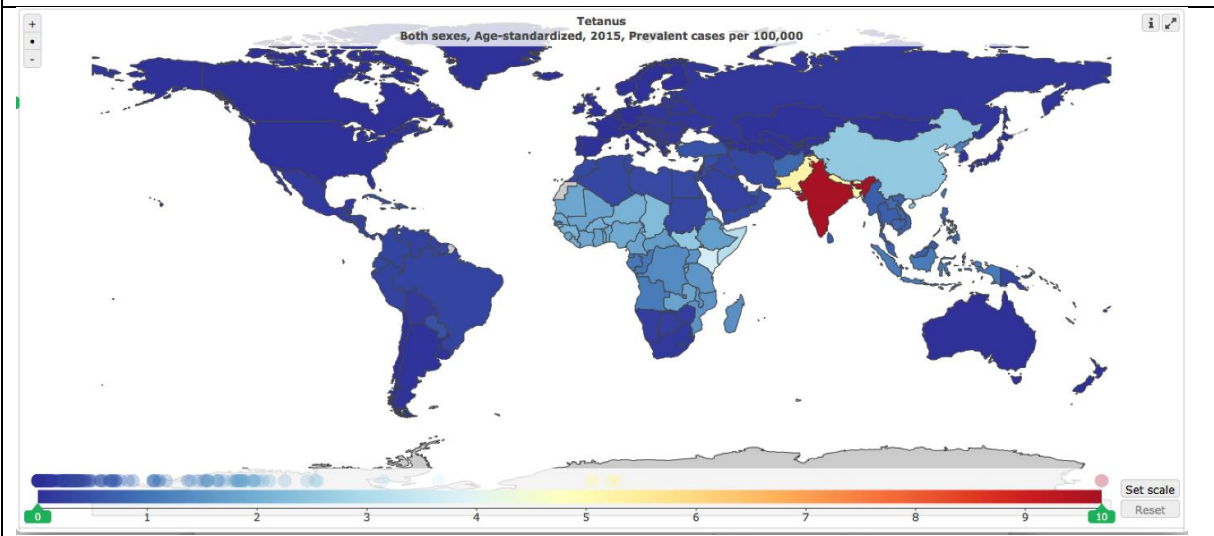 +
Tetanus
Both sexes, Age-standardized, 2015, Prevalent cases per 100,000
i
-
Set scale
0 1 2 3 4 5 6 7 8 9 10
Reset